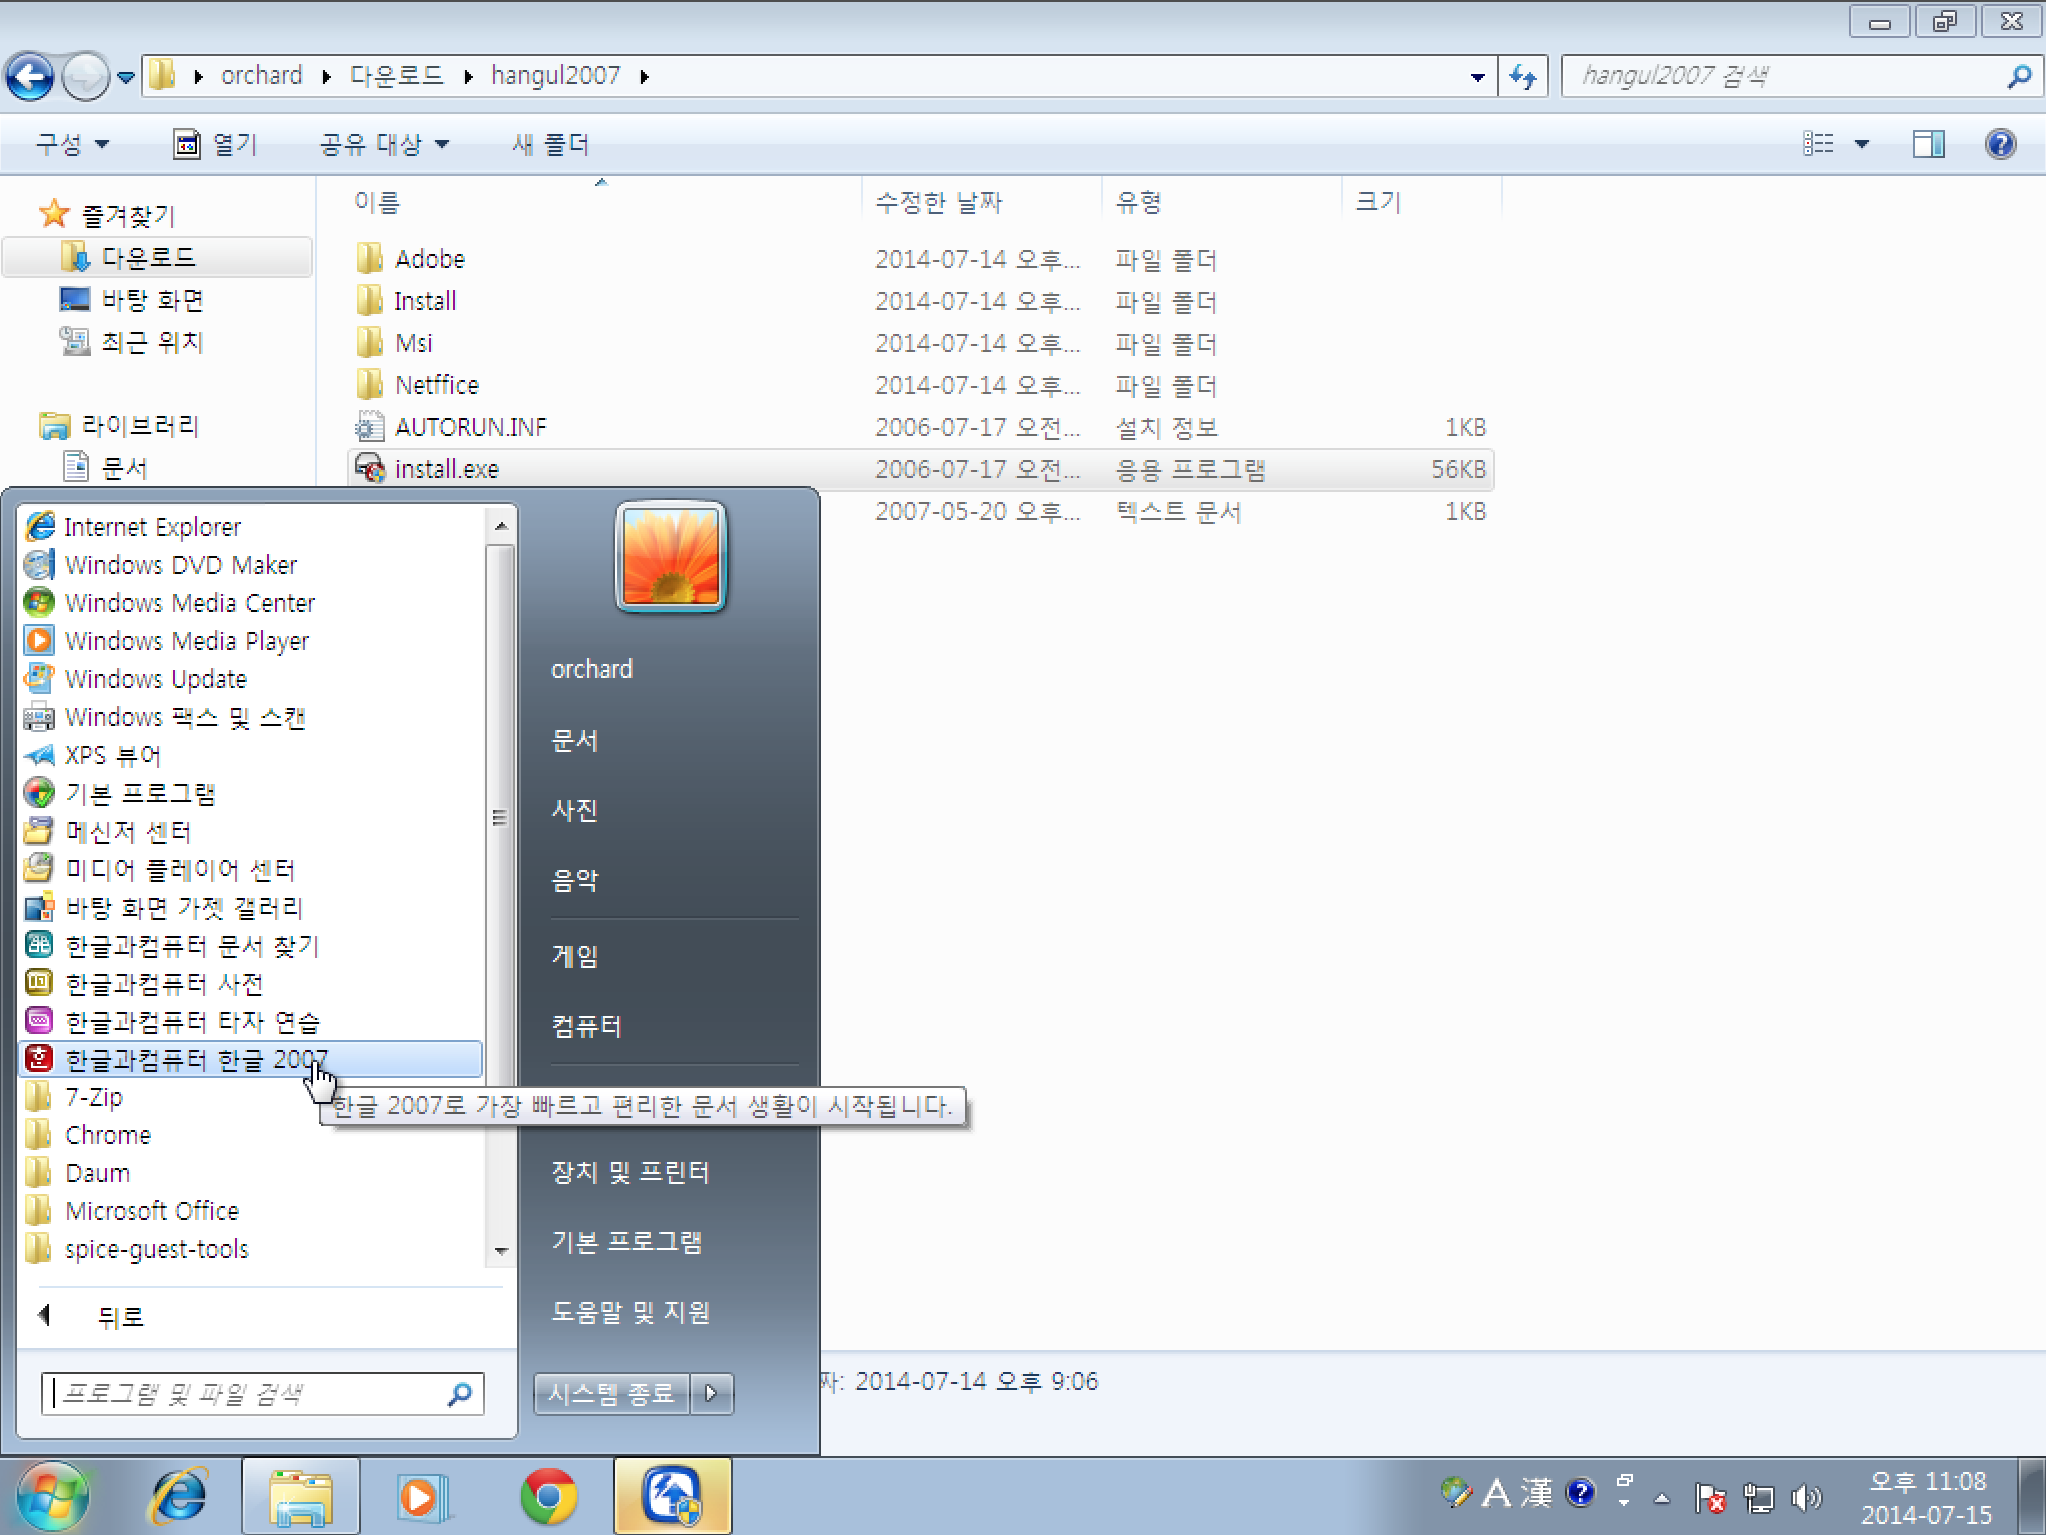 orchard 다운로드 hangul2007
hangul2007 검색
구성 열기 공유 대상 새 폴더
이름 수정한 날짜 유형 크기
즐겨찾기
다운로드
바탕 화면
최근 위치
라이브러리
문서
Adobe 2014-07-14 오후... 파일 폴더
Install 2014-07-14 오후... 파일 폴더
Msi 2014-07-14 오후... 파일 폴더
Netffice 2014-07-14 오후... 파일 폴더
AUTORUN.INF 2006-07-17 오전... 설치 정보 1KB
install.exe 2006-07-17 오전... 응용 프로그램 56KB
2007-05-20 오후... 텍스트 문서 1KB
Internet Explorer
Windows DVD Maker
Windows Media Center
Windows Media Player
Windows Update
Windows 팩스 및 스캔
XPS 뷰어
기본 프로그램
메신저 센터
미디어 플레이어 센터
바탕 화면 가젯 갤러리
한글과컴퓨터 문서 찾기
한글과컴퓨터 사전
한글과컴퓨터 타자 연습
한글과컴퓨터 한글 2007
7-Zip
Chrome
Daum
Microsoft Office
spice-guest-tools
뒤로
프로그램 및 파일 검색
orchard
문서
사진
음악
게임
컴퓨터
한글 2007로 가장 빠르고 편리한 문서 생활이 시작됩니다.
장치 및 프린터
기본 프로그램
도움말 및 지원
시스템 종료
짜: 2014-07-14 오후 9:06
A 漢
오후 11:08
2014-07-15